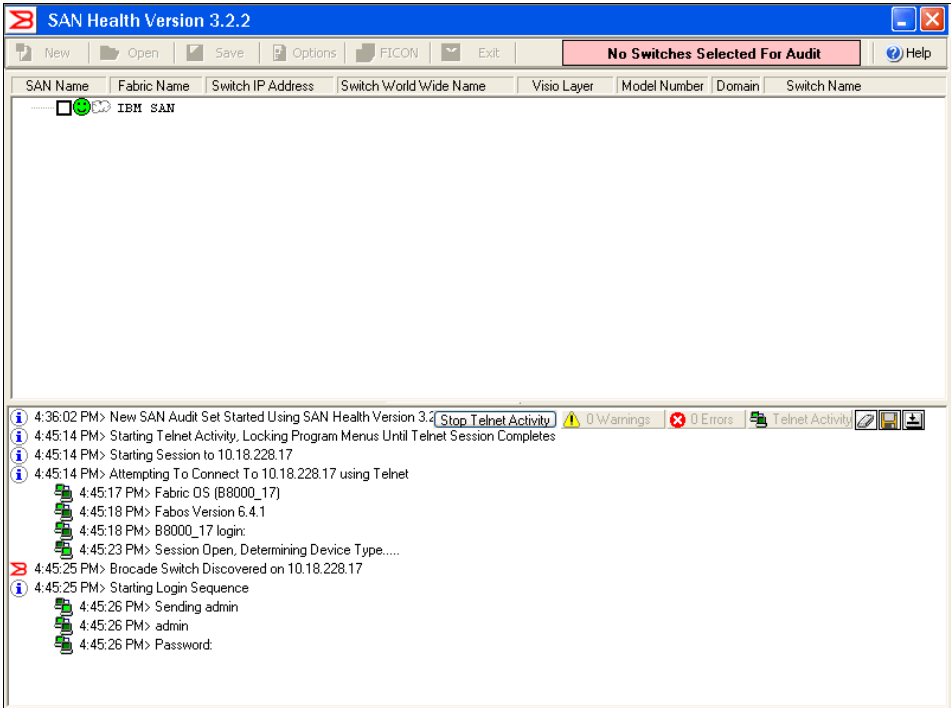 SAN Health Version 3.2.2
New Open Save Options FICON Exit No Switches Selected For Audit Help
SAN Name Fabric Name Switch IP Address Switch World Wide Name Visio Layer Model Number Domain Switch Name
IBM SAN
4:36:02 PM> New SAN Audit Set Started Using SAN Health Version 3.2 Stop Telnet Activity 0 Warnings 0 Errors Telnet Activity
4:45:14 PM> Starting Telnet Activity, Locking Program Menus Until Telnet Session Completes
4:45:14 PM> Starting Session to 10.18.228.17
4:45:14 PM> Attempting To Connect To 10.18.228.17 using Telnet
4:45:17 PM> Fabric OS (B8000_17)
4:45:18 PM> Fabos Version 6.4.1
4:45:18 PM> B8000_17 login:
4:45:23 PM> Session Open, Determining Device Type.....
4:45:25 PM> Brocade Switch Discovered on 10.18.228.17
4:45:25 PM> Starting Login Sequence
4:45:26 PM> Sending admin
4:45:26 PM> admin
4:45:26 PM> Password: